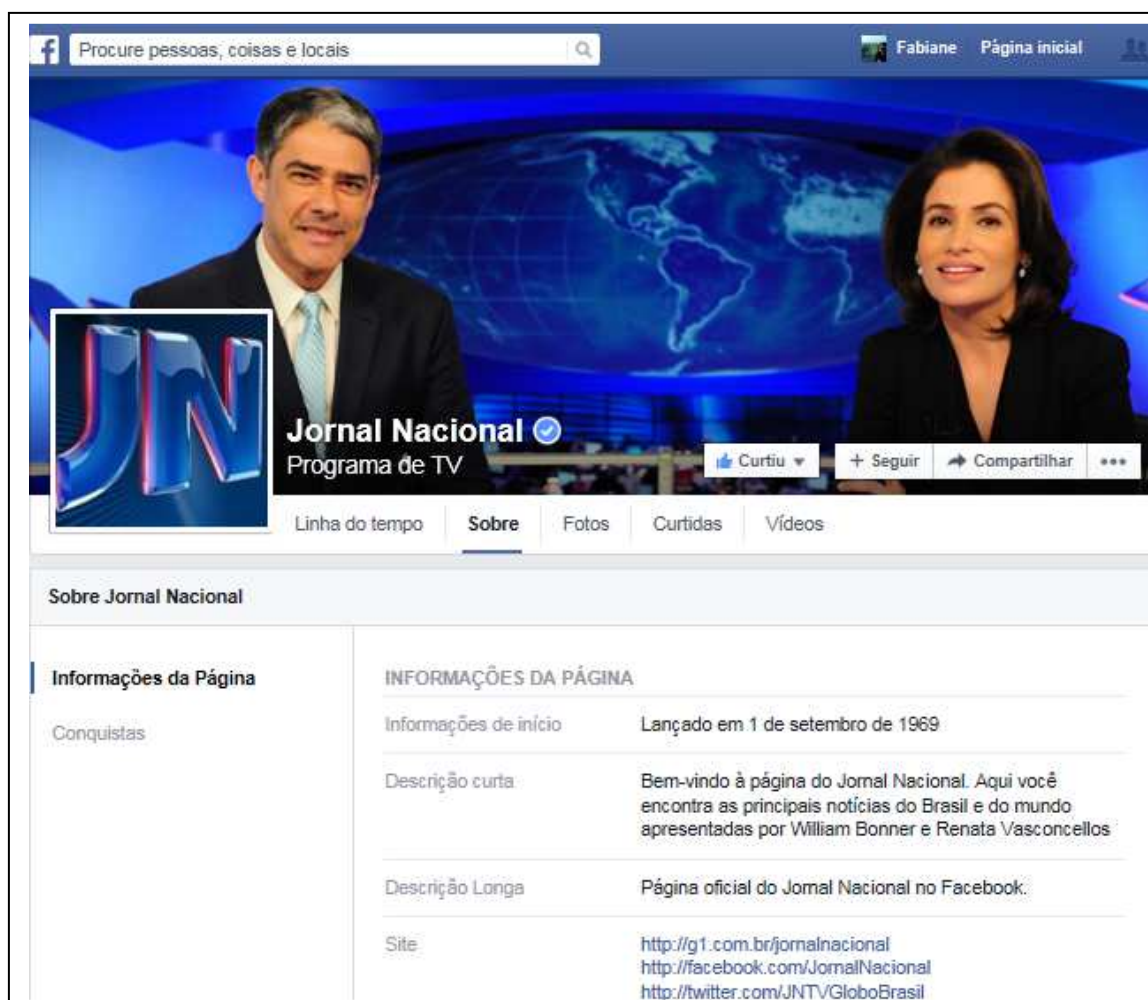 f Procure pessoas, coisas e locais Fabiane Página inicial
JN
Jornal Nacional
Programa de TV
Curtiu + Seguir Compartilhar
Linha do tempo Sobre Fotos Curtidas Vídeos
Sobre Jornal Nacional
Informações da Página
Conquistas
INFORMAÇÕES DA PÁGINA
Informações de início Lançado em 1 de setembro de 1969
Descrição curta Bem-vindo à página do Jornal Nacional. Aqui você
encontra as principais notícias do Brasil e do mundo
apresentadas por William Bonner e Renata Vasconcellos
Descrição Longa Página oficial do Jornal Nacional no Facebook.
Site http://g1.com.br/jornalnacional
http://facebook.com/JornalNacional
http://twitter.com/JNTVGloboBrasil